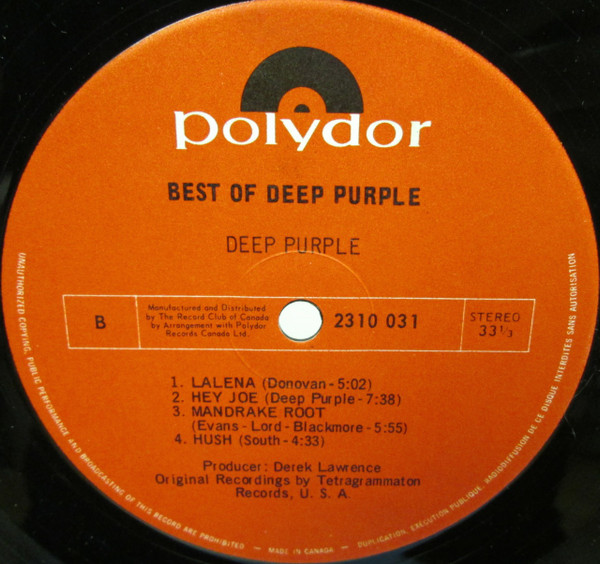 polydor
BEST OF DEEP PURPLE
DEEP PURPLE
B
Manufactured and Distributed
by The Record Club of Canada
by Arrangement with Polydor
Records Canada Ltd.
2310 031
STEREO
33 1/3
1. LALENA (Donovan - 5:02)
2. HEY JOE (Deep Purple - 7:38)
3. MANDRAKE ROOT
(Evans - Lord - Blackmore - 5:55)
4. HUSH (South - 4:33)
Producer: Derek Lawrence
Original Recordings by Tetragrammaton
Records, U. S. A.
UNAUTHORIZED COPYING, PUBLIC PERFORMANCE AND BROADCASTING OF THIS RECORD ARE PROHIBITED — MADE IN CANADA — DUPLICATION, EXECUTION PUBLIQUE, RADIODIFFUSION DE CE DISQUE INTERDITES SANS AUTORISATION